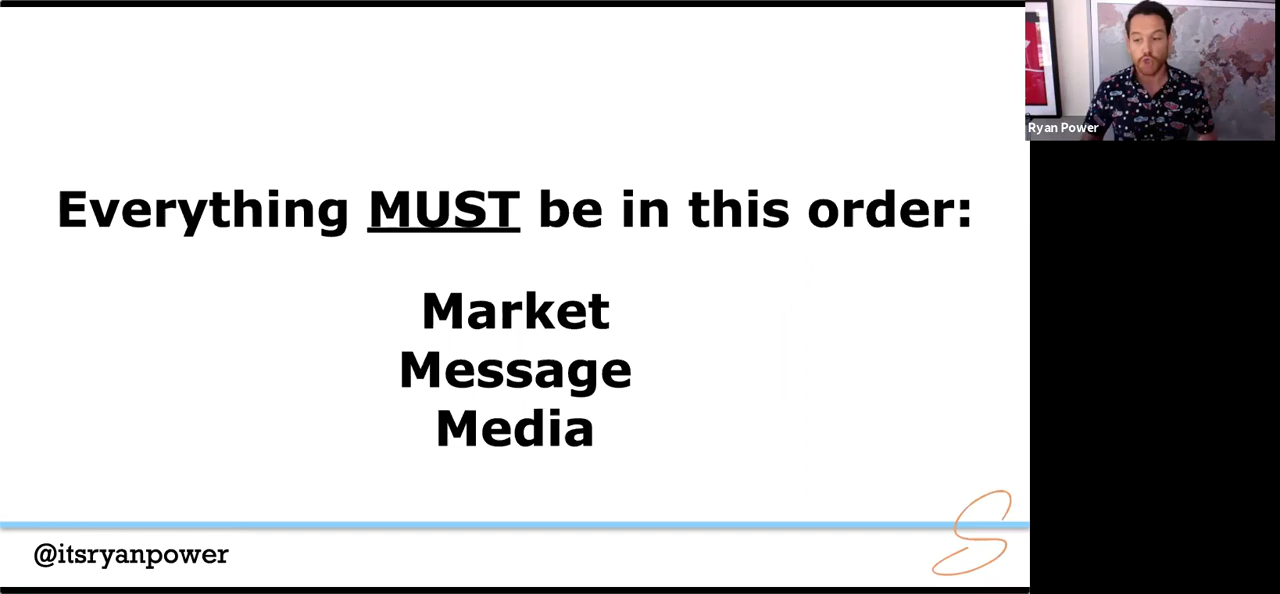 Everything MUST be in this order:
Market
Message
Media
@itsryanpower
Ryan Power